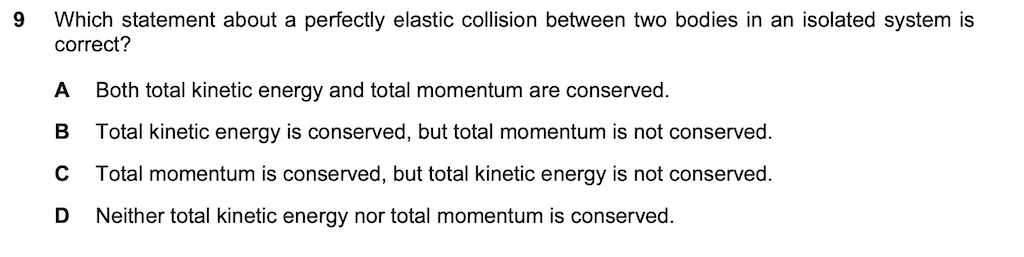 9 Which statement about a perfectly elastic collision between two bodies in an isolated system is
correct?
A Both total kinetic energy and total momentum are conserved.
B Total kinetic energy is conserved, but total momentum is not conserved.
C Total momentum is conserved, but total kinetic energy is not conserved.
D Neither total kinetic energy nor total momentum is conserved.